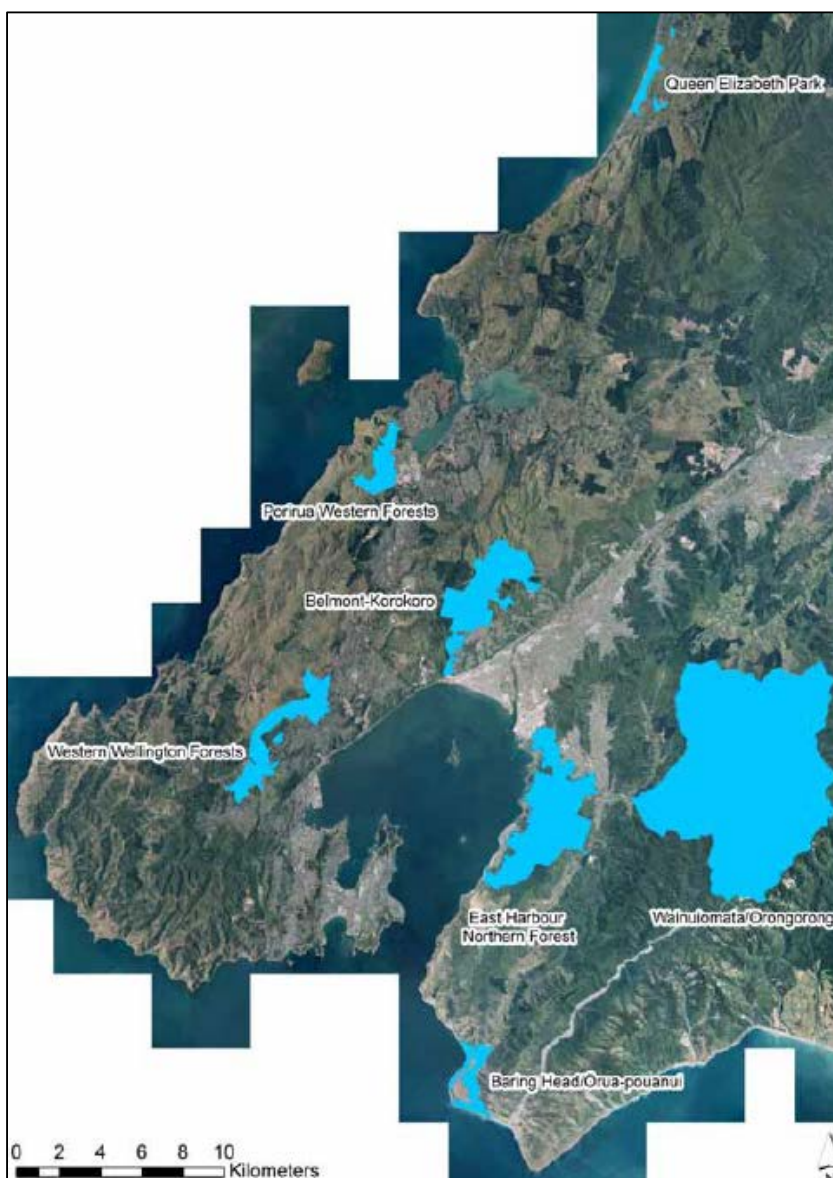 Queen Elizabeth Park
Porirua Western Forests
Belmont-Korokoro
Western Wellington Forests
East Harbour
Northern Forest
Wainuiomata/Orongorong
Baring Head/Orua-pouanui
0 2 4 6 8 10
Kilometers